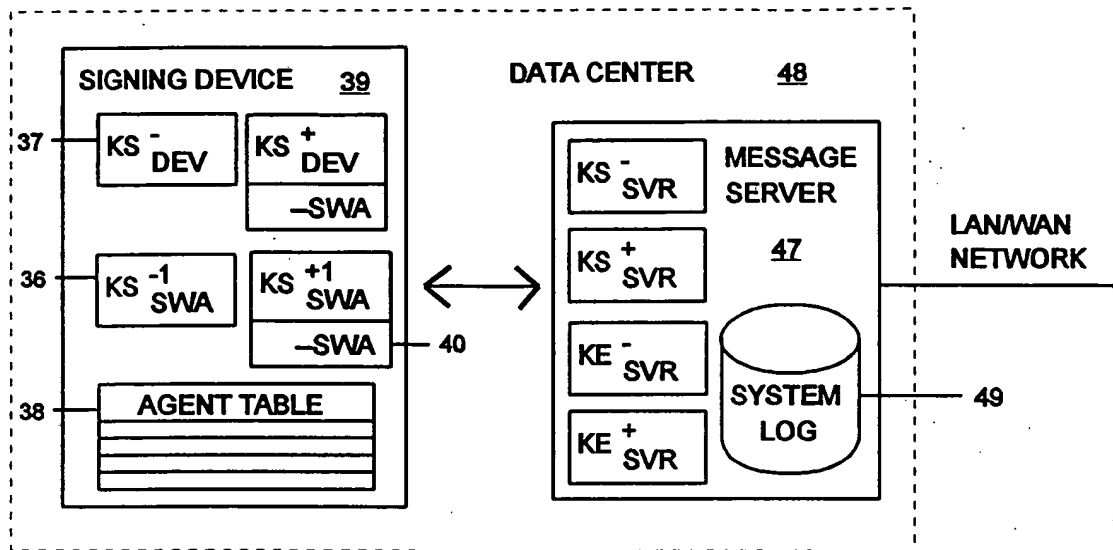 SIGNING DEVICE 39
37
KS - DEV
KS + DEV
–SWA
36
KS -1 SWA
KS +1 SWA
–SWA
40
38
AGENT TABLE
DATA CENTER 48
KS - SVR
KS + SVR
KE - SVR
KE + SVR
MESSAGE
SERVER
47
SYSTEM
LOG
49
LAN/WAN
NETWORK